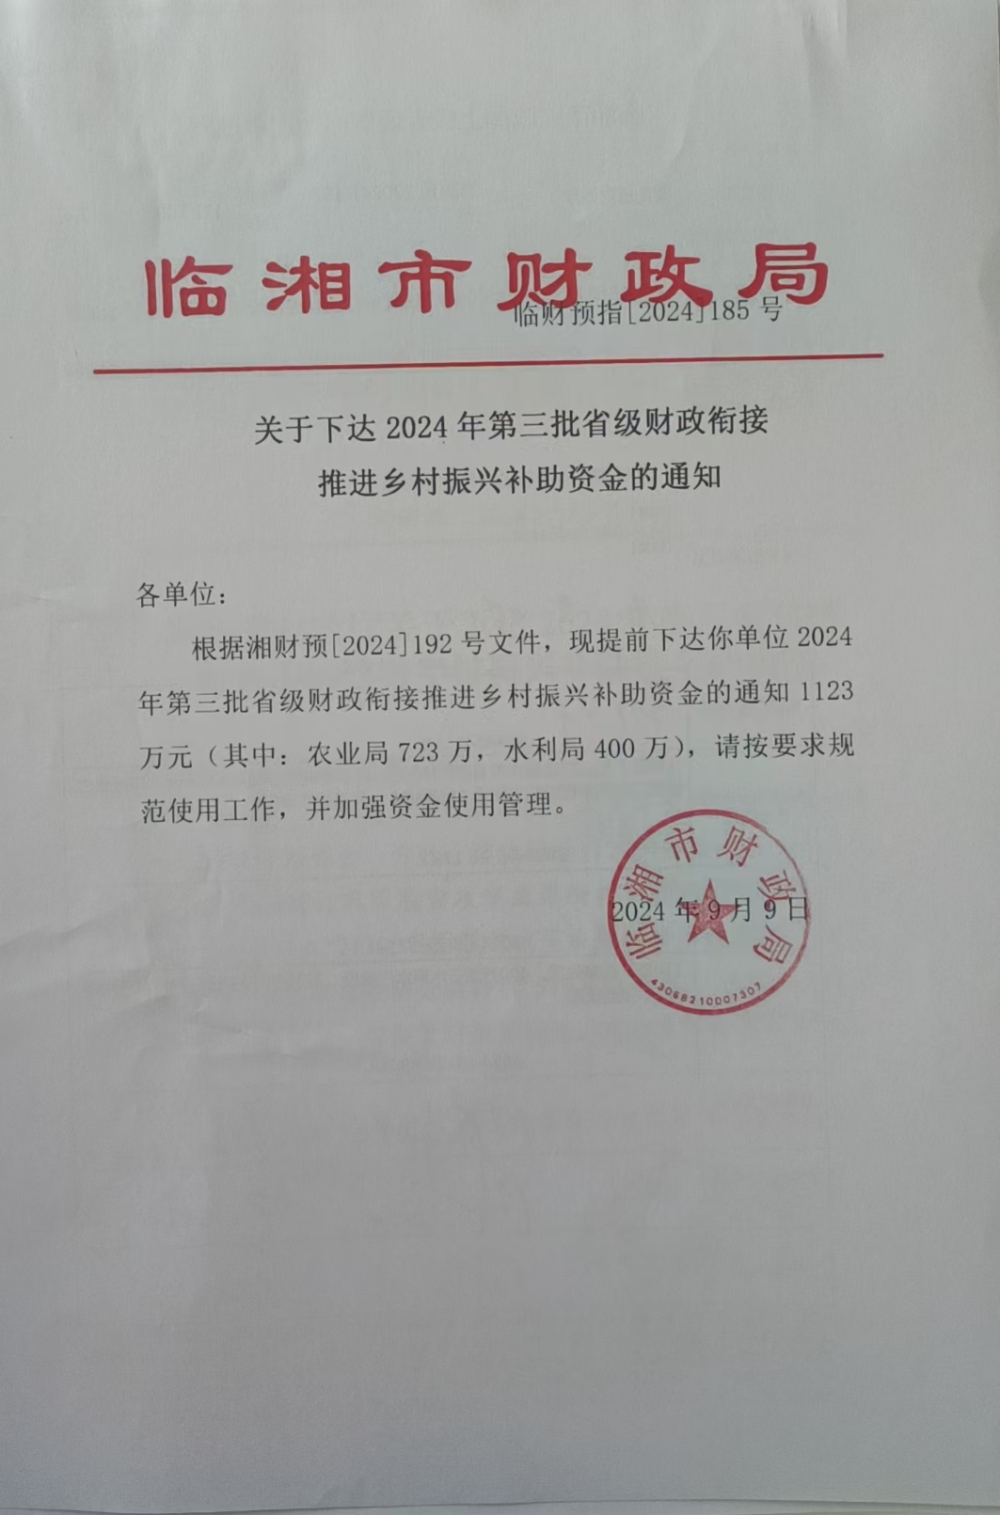 临湘市财政局
临财预指[2024]185 号
关于下达 2024 年第三批省级财政衔接
推进乡村振兴补助资金的通知
各单位：
根据湘财预[2024]192 号文件，现提前下达你单位 2024
年第三批省级财政衔接推进乡村振兴补助资金的通知 1123
万元（其中：农业局 723 万，水利局 400 万），请按要求规
范使用工作，并加强资金使用管理。
临湘市财政局
2024 年 9 月 9 日
43068210007307